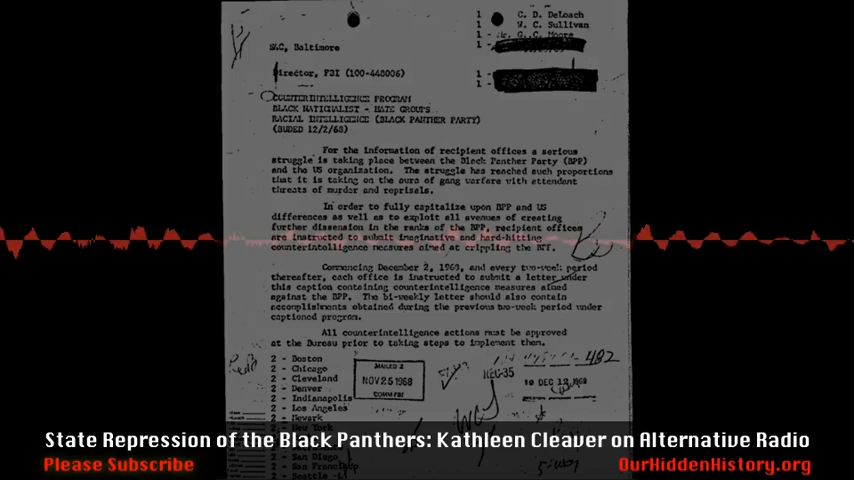 1 - C. D. DeLoach
1 - W. C. Sullivan
1 - Mr. G. C. Moore
1 -
SAC, Baltimore
Director, FBI (100-448006)
1 -
1 -
COUNTERINTELLIGENCE PROGRAM
BLACK NATIONALIST - HATE GROUPS
RACIAL INTELLIGENCE (BLACK PANTHER PARTY)
(BUDED 12/2/68)
For the information of recipient offices a serious
struggle is taking place between the Black Panther Party (BPP)
and the US organization. The struggle has reached such proportions
that it is taking on the aura of gang warfare with attendant
threats of murder and reprisals.
In order to fully capitalize upon BPP and US
differences as well as to exploit all avenues of creating
further dissension in the ranks of the BPP, recipient offices
are instructed to submit imaginative and hard-hitting
counterintelligence measures aimed at crippling the BPP.
Commencing December 2, 1968, and every two-week period
thereafter, each office is instructed to submit a letter under
this caption containing counterintelligence measures aimed
against the BPP. The bi-weekly letter should also contain
accomplishments obtained during the previous two-week period under
captioned program.
All counterintelligence actions must be approved
at the Bureau prior to taking steps to implement them.
2 - Boston
2 - Chicago
2 - Cleveland
2 - Denver
2 - Indianapolis
2 - Los Angeles
2 - Newark
2 - New York
2 - San Diego
2 - San Francisco
2 - Seattle
MAILED 2
NOV 25 1968
COMM-FBI
REC-35
482
State Repression of the Black Panthers: Kathleen Cleaver on Alternative Radio
Please Subscribe
OurHiddenHistory.org